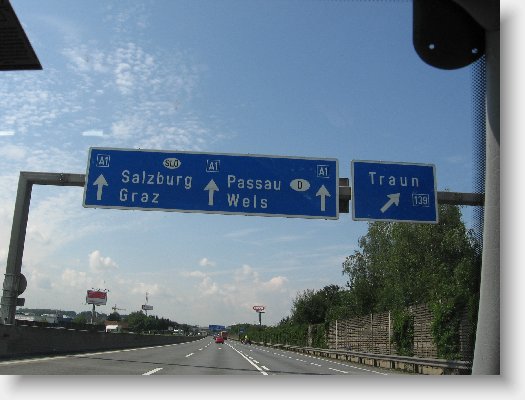 A1 SLO A1 A1
Salzburg Passau D
Graz Wels
Traun
139